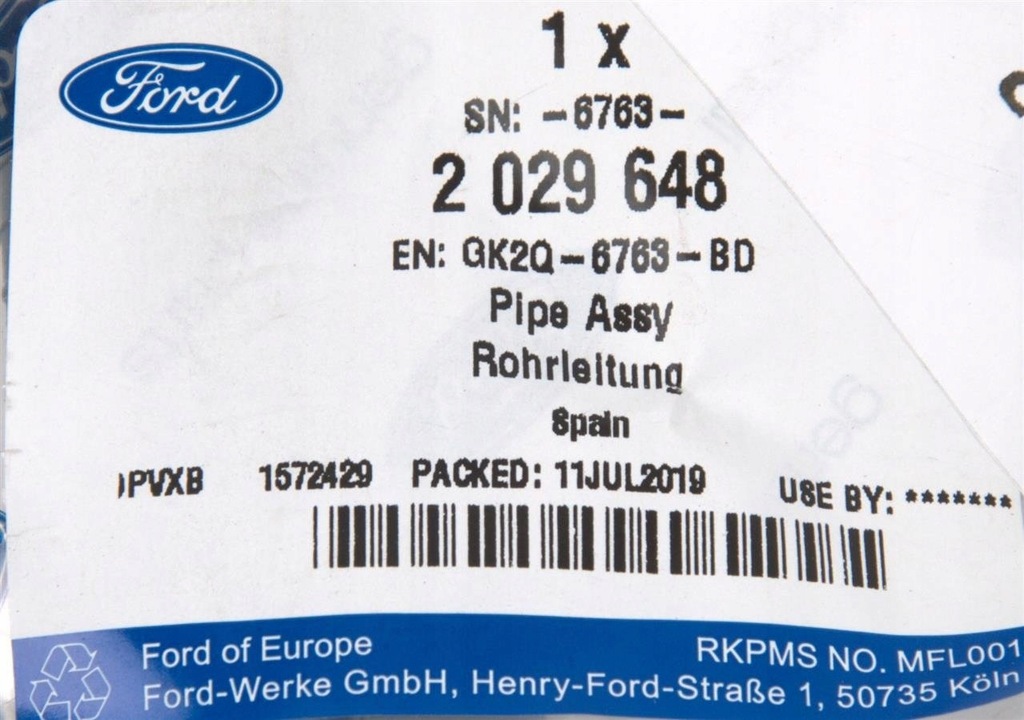 Ford
1 x
SN: -6763-
2 029 648
EN: GK2Q-6763-BD
Pipe Assy
Rohrleitung
Spain
PVXB 1572429 PACKED: 11JUL2019 USE BY: *******
Ford of Europe
RKPMS NO. MFL001
Ford-Werke GmbH, Henry-Ford-Straße 1, 50735 Köln